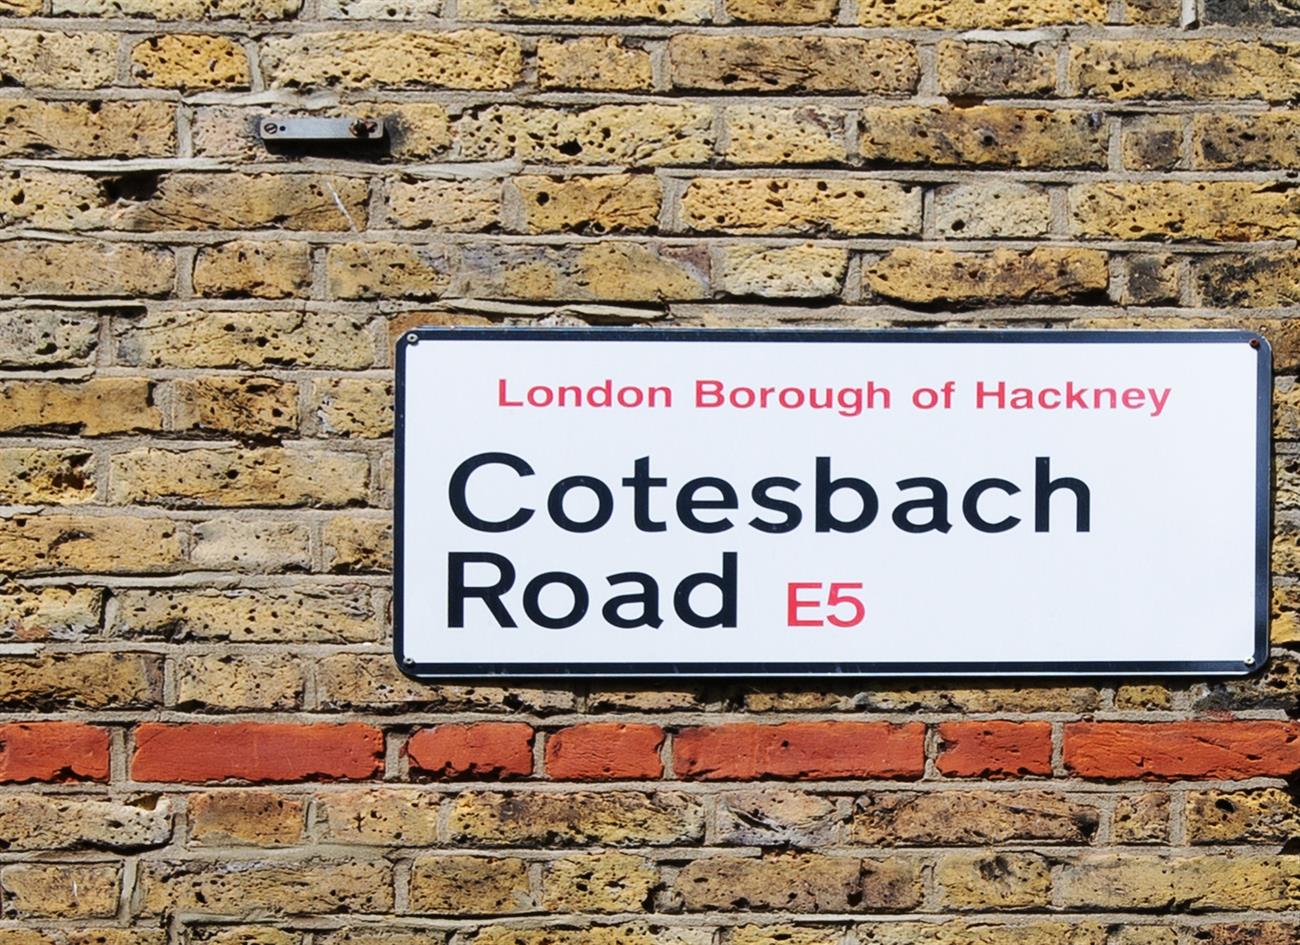 London Borough of Hackney
Cotesbach
Road E5